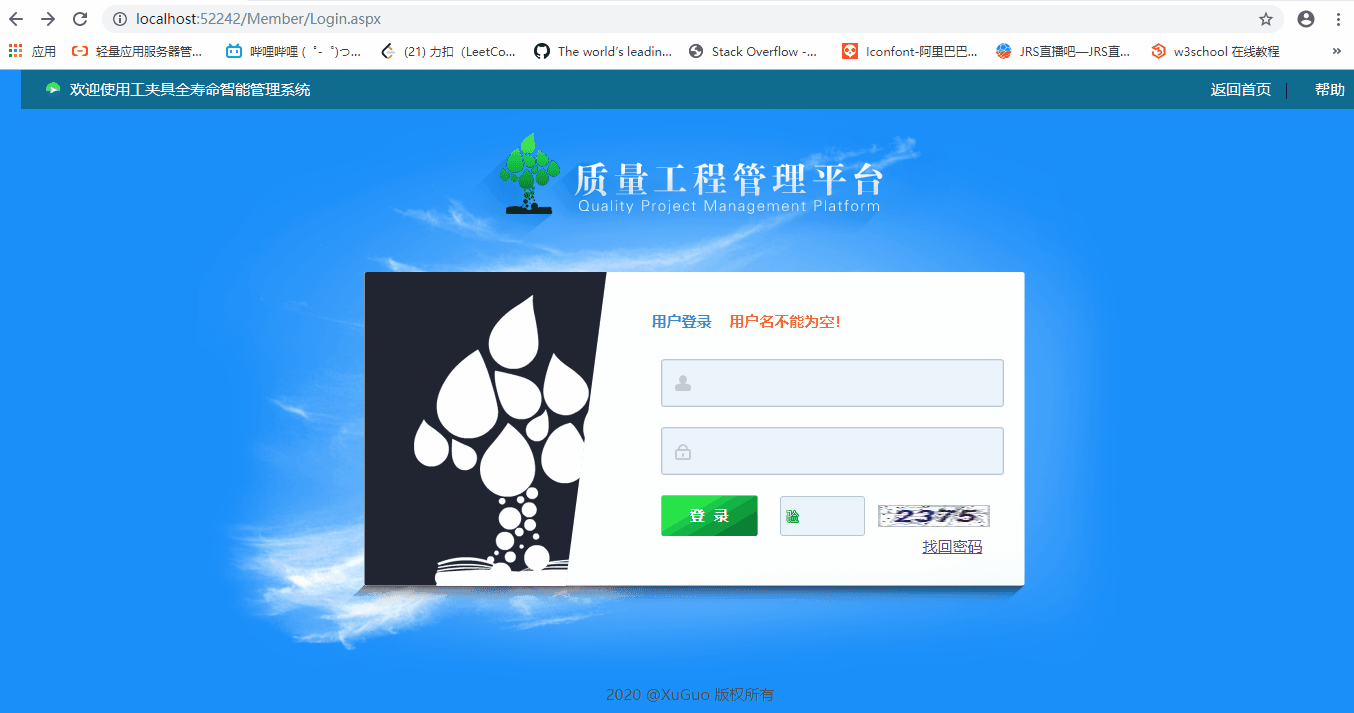 localhost:52242/Member/Login.aspx
应用 轻量应用服务器管... 哔哩哔哩 ( ゜- ゜)つ... (21) 力扣（LeetCo... The world's leadin... Stack Overflow -... Iconfont-阿里巴巴... JRS直播吧—JRS直... w3school 在线教程 »
欢迎使用工夹具全寿命智能管理系统 返回首页 | 帮助
质量工程管理平台
Quality Project Management Platform
用户登录 用户名不能为空！
登 录 验 2375
找回密码
2020 @XuGuo 版权所有